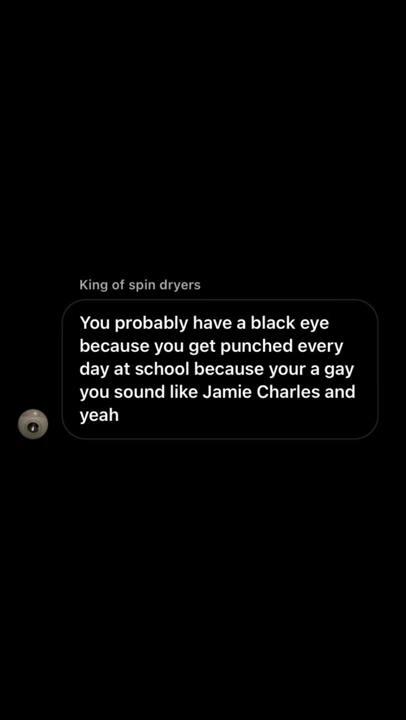 King of spin dryers
You probably have a black eye
because you get punched every
day at school because your a gay
you sound like Jamie Charles and
yeah